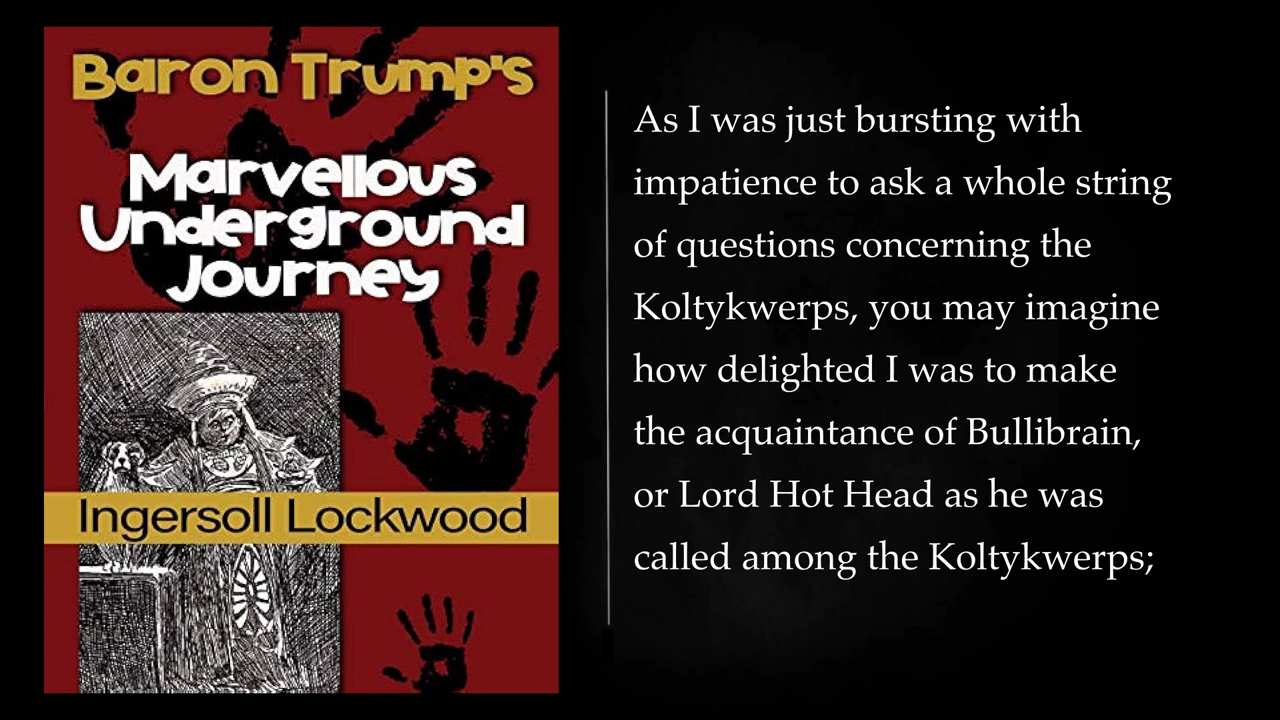 Baron Trump's
Marvellous
Underground
Journey
Ingersoll Lockwood
As I was just bursting with
impatience to ask a whole string
of questions concerning the
Koltykwerps, you may imagine
how delighted I was to make
the acquaintance of Bullibrain,
or Lord Hot Head as he was
called among the Koltykwerps;